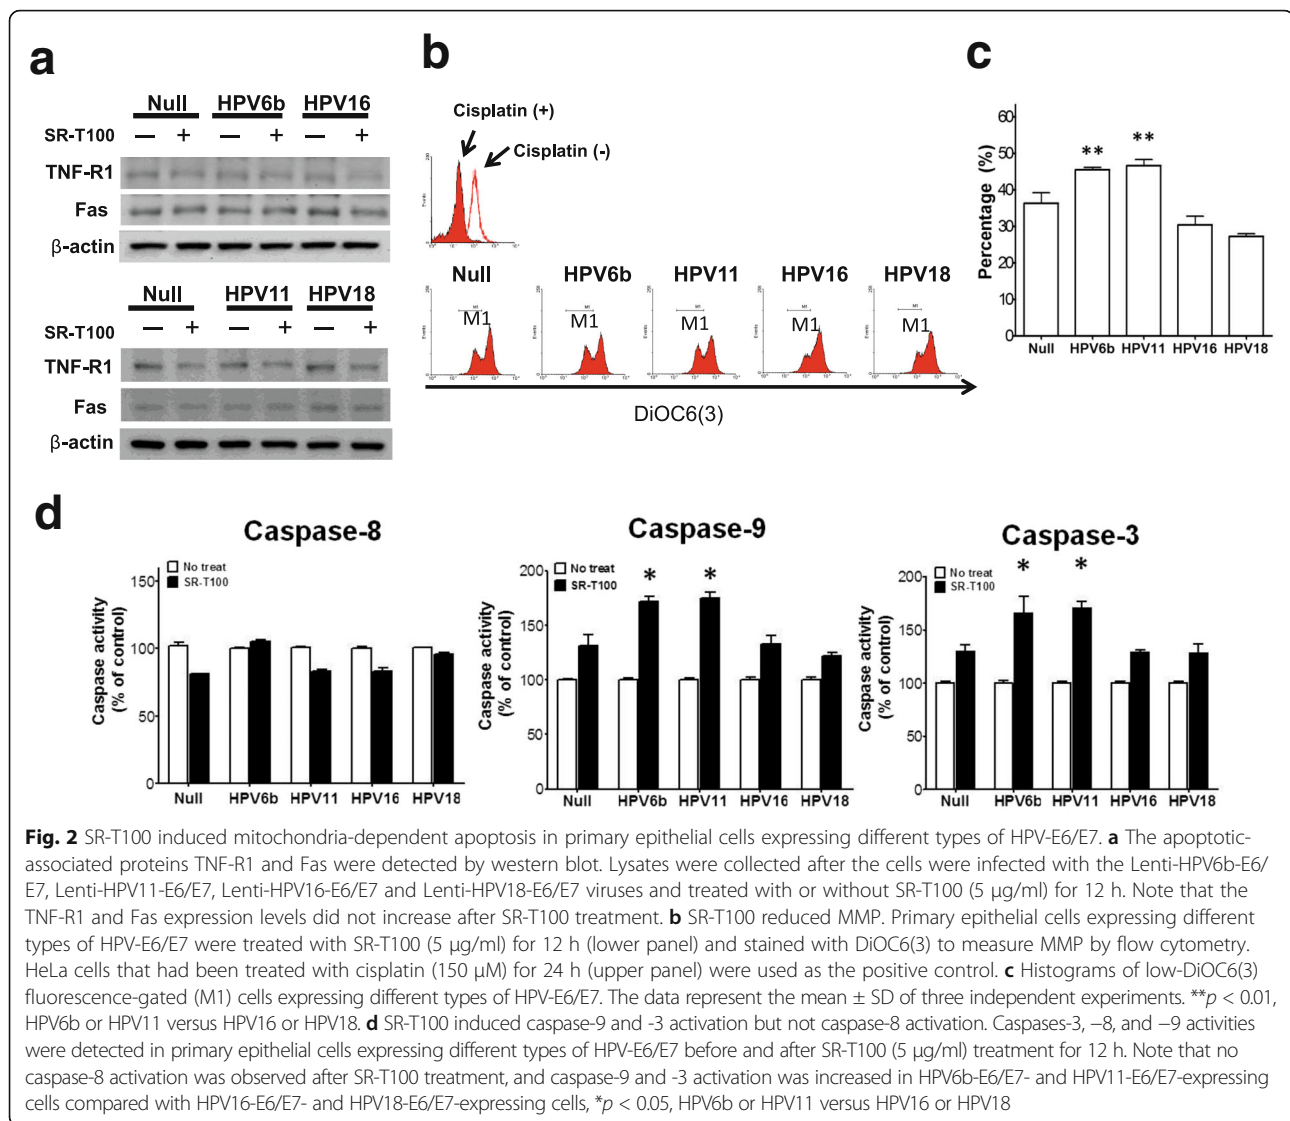 a
Null HPV6b HPV16
SR-T100 — + — + — +
TNF-R1
Fas
β-actin
Null HPV11 HPV18
SR-T100 — + — + — +
TNF-R1
Fas
β-actin
b
Cisplatin (+)
Cisplatin (-)
Events
Null HPV6b HPV11 HPV16 HPV18
M1 M1 M1 M1 M1
DiOC6(3)
c
Percentage (%)
60
50
40
30
20
10
0
** **
Null HPV6b HPV11 HPV16 HPV18
d
Caspase-8
No treat
SR-T100
Caspase activity
(% of control)
150
100
50
0
Null HPV6b HPV11 HPV16 HPV18
Caspase-9
No treat
SR-T100
* *
Caspase activity
(% of control)
200
150
100
50
0
Null HPV6b HPV11 HPV16 HPV18
Caspase-3
No treat
SR-T100
* *
Caspase activity
(% of control)
200
150
100
50
0
Null HPV6b HPV11 HPV16 HPV18
Fig. 2 SR-T100 induced mitochondria-dependent apoptosis in primary epithelial cells expressing different types of HPV-E6/E7. a The apoptotic-
associated proteins TNF-R1 and Fas were detected by western blot. Lysates were collected after the cells were infected with the Lenti-HPV6b-E6/
E7, Lenti-HPV11-E6/E7, Lenti-HPV16-E6/E7 and Lenti-HPV18-E6/E7 viruses and treated with or without SR-T100 (5 μg/ml) for 12 h. Note that the
TNF-R1 and Fas expression levels did not increase after SR-T100 treatment. b SR-T100 reduced MMP. Primary epithelial cells expressing different
types of HPV-E6/E7 were treated with SR-T100 (5 μg/ml) for 12 h (lower panel) and stained with DiOC6(3) to measure MMP by flow cytometry.
HeLa cells that had been treated with cisplatin (150 μM) for 24 h (upper panel) were used as the positive control. c Histograms of low-DiOC6(3)
fluorescence-gated (M1) cells expressing different types of HPV-E6/E7. The data represent the mean ± SD of three independent experiments. **p < 0.01,
HPV6b or HPV11 versus HPV16 or HPV18. d SR-T100 induced caspase-9 and -3 activation but not caspase-8 activation. Caspases-3, −8, and −9 activities
were detected in primary epithelial cells expressing different types of HPV-E6/E7 before and after SR-T100 (5 μg/ml) treatment for 12 h. Note that no
caspase-8 activation was observed after SR-T100 treatment, and caspase-9 and -3 activation was increased in HPV6b-E6/E7- and HPV11-E6/E7-expressing
cells compared with HPV16-E6/E7- and HPV18-E6/E7-expressing cells, *p < 0.05, HPV6b or HPV11 versus HPV16 or HPV18